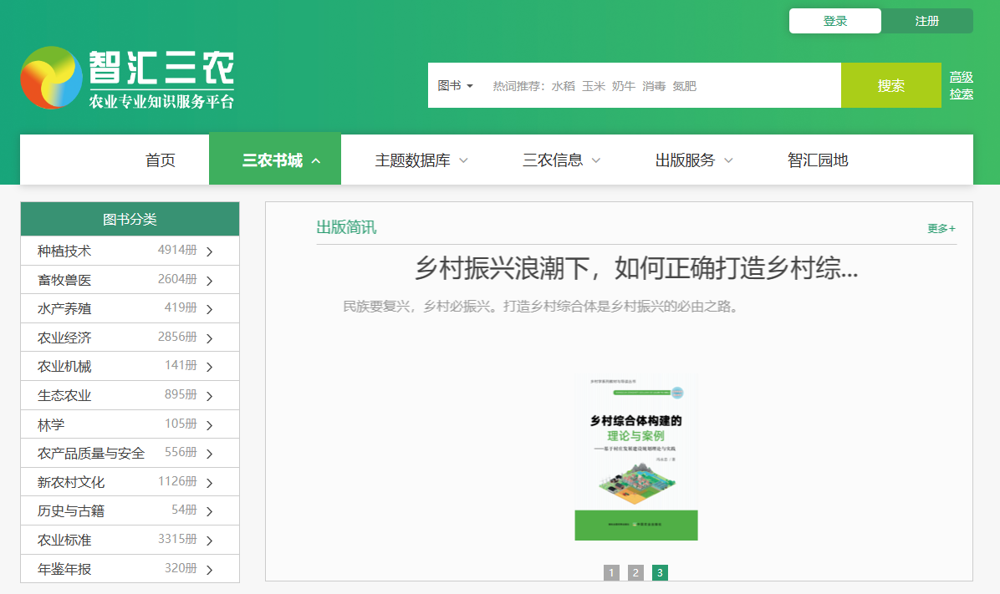 登录
注册
智汇三农
农业专业知识服务平台
图书
热词推荐：水稻 玉米 奶牛 消毒 氮肥
搜索
高级
检索
首页
三农书城
主题数据库
三农信息
出版服务
智汇园地
图书分类
种植技术 4914册
畜牧兽医 2604册
水产养殖 419册
农业经济 2856册
农业机械 141册
生态农业 895册
林学 105册
农产品质量与安全 556册
新农村文化 1126册
历史与古籍 54册
农业标准 3315册
年鉴年报 320册
出版简讯
更多+
乡村振兴浪潮下，如何正确打造乡村综...
民族要复兴，乡村必振兴。打造乡村综合体是乡村振兴的必由之路。
乡村综合体构建的
理论与案例
——基于村庄发展建设规划理论与实践
1 2 3